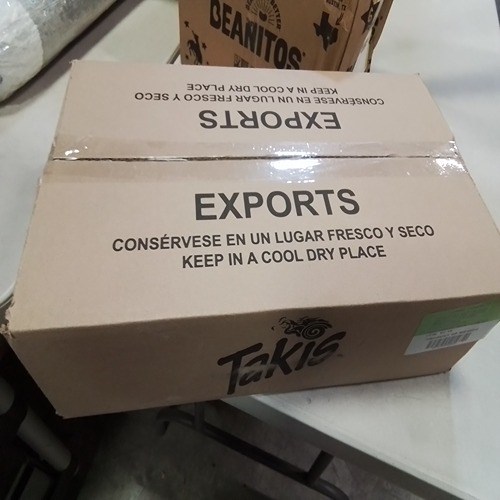 BEANITOS
KEEP IN A COOL DRY PLACE
CONSÉRVESE EN UN LUGAR FRESCO Y SECO
EXPORTS
EXPORTS
CONSÉRVESE EN UN LUGAR FRESCO Y SECO
KEEP IN A COOL DRY PLACE
Takis